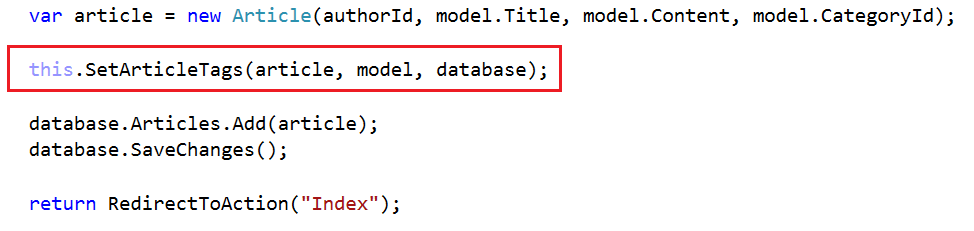 var article = new Article(authorId, model.Title, model.Content, model.CategoryId);
this.SetArticleTags(article, model, database);
database.Articles.Add(article);
database.SaveChanges();
return RedirectToAction("Index");